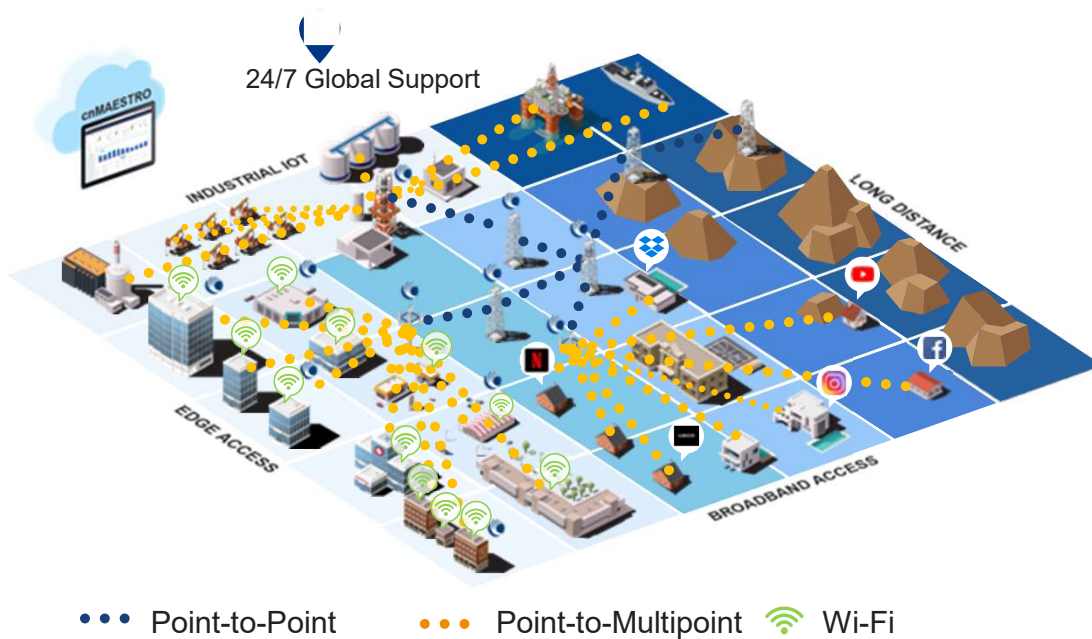 24/7 Global Support
cnMAESTRO
INDUSTRIAL IOT
LONG DISTANCE
N
EDGE ACCESS
BROADBAND ACCESS
Point-to-Point
Point-to-Multipoint
Wi-Fi